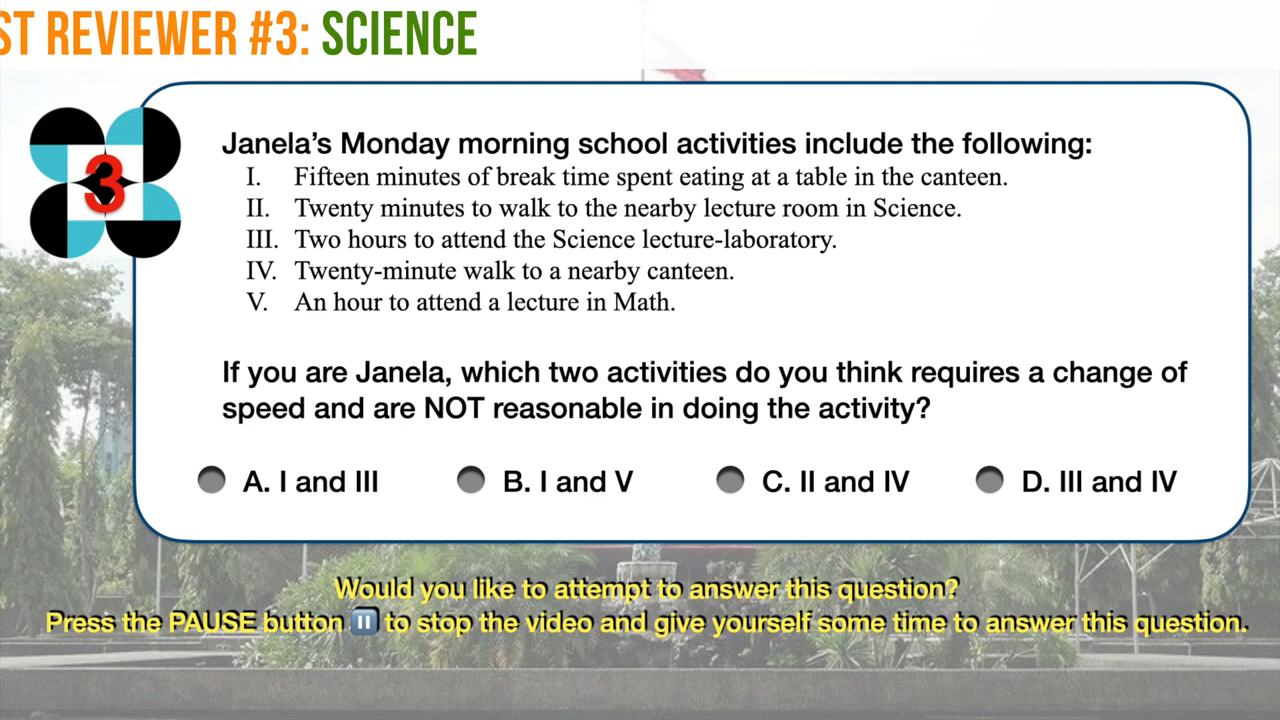 ST REVIEWER #3: SCIENCE
3
Janela's Monday morning school activities include the following:
I. Fifteen minutes of break time spent eating at a table in the canteen.
II. Twenty minutes to walk to the nearby lecture room in Science.
III. Two hours to attend the Science lecture-laboratory.
IV. Twenty-minute walk to a nearby canteen.
V. An hour to attend a lecture in Math.
If you are Janela, which two activities do you think requires a change of
speed and are NOT reasonable in doing the activity?
A. I and III B. I and V C. II and IV D. III and IV
Would you like to attempt to answer this question?
Press the PAUSE button ⏸ to stop the video and give yourself some time to answer this question.